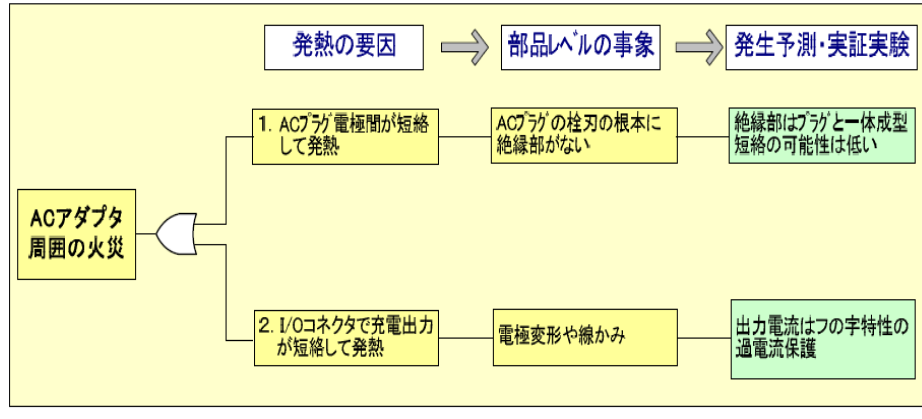 発熱の要因
部品レベルの事象
発生予測・実証実験
1. ACプラグ電極間が短絡
して発熱
ACプラグの栓刃の根本に
絶縁部がない
絶縁部はプラグと一体成型
短絡の可能性は低い
ACアダプタ
周囲の火災
2. I/Oコネクタで充電出力
が短絡して発熱
電極変形や線かみ
出力電流はフの字特性の
過電流保護